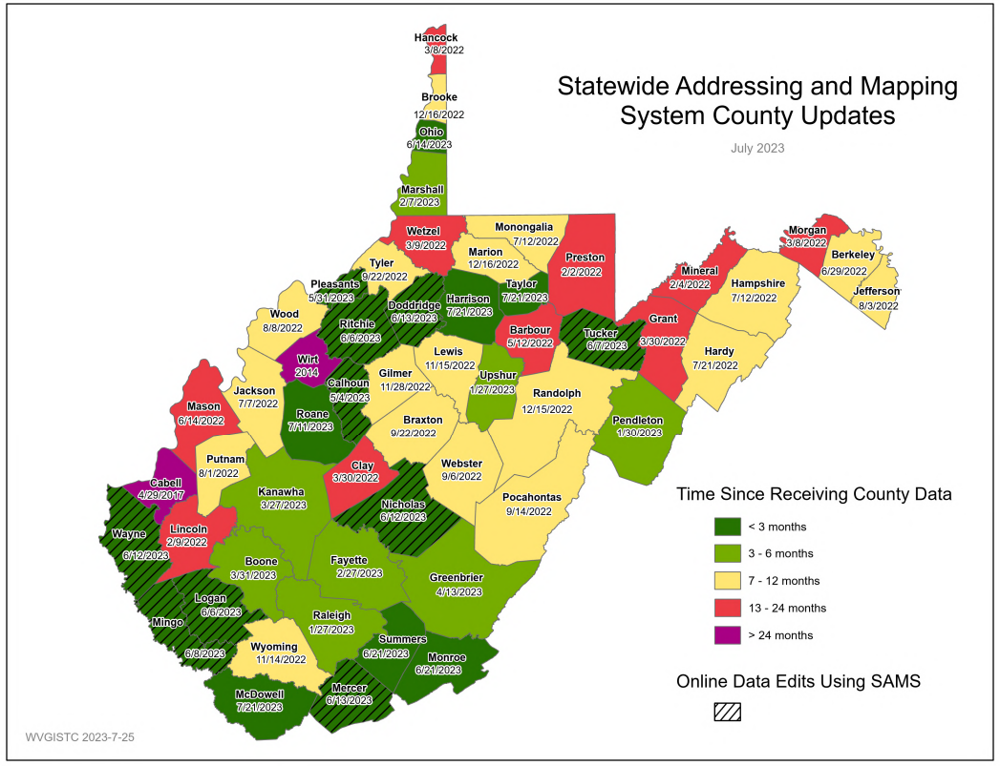 Statewide Addressing and Mapping
System County Updates
July 2023
Hancock
3/8/2022
Brooke
12/16/2022
Ohio
6/14/2023
Marshall
2/7/2023
Wetzel
3/9/2022
Monongalia
7/12/2022
Marion
12/16/2022
Preston
2/2/2022
Morgan
3/8/2022
Berkeley
6/29/2022
Jefferson
8/3/2022
Mineral
2/4/2022
Hampshire
7/12/2022
Tyler
9/22/2022
Pleasants
5/31/2023
Doddridge
6/13/2023
Harrison
7/21/2023
Taylor
7/21/2023
Wood
8/8/2022
Ritchie
6/6/2023
Barbour
5/12/2022
Tucker
6/7/2023
Grant
3/30/2022
Hardy
7/21/2022
Wirt
2014
Lewis
11/15/2022
Gilmer
11/28/2022
Upshur
1/27/2023
Calhoun
5/4/2023
Jackson
7/7/2022
Randolph
12/15/2022
Mason
6/14/2022
Roane
7/11/2023
Braxton
9/22/2022
Pendleton
1/30/2023
Putnam
8/1/2022
Clay
3/30/2022
Webster
9/6/2022
Cabell
4/29/2017
Kanawha
3/27/2023
Nicholas
6/12/2023
Pocahontas
9/14/2022
Wayne
6/12/2023
Lincoln
2/9/2022
Boone
3/31/2023
Fayette
2/27/2023
Greenbrier
4/13/2023
Logan
6/6/2023
Mingo
6/8/2023
Raleigh
1/27/2023
Wyoming
11/14/2022
Summers
6/21/2023
Monroe
6/21/2023
McDowell
7/21/2023
Mercer
6/13/2023
Time Since Receiving County Data
< 3 months
3 - 6 months
7 - 12 months
13 - 24 months
> 24 months
Online Data Edits Using SAMS
WVGISTC 2023-7-25